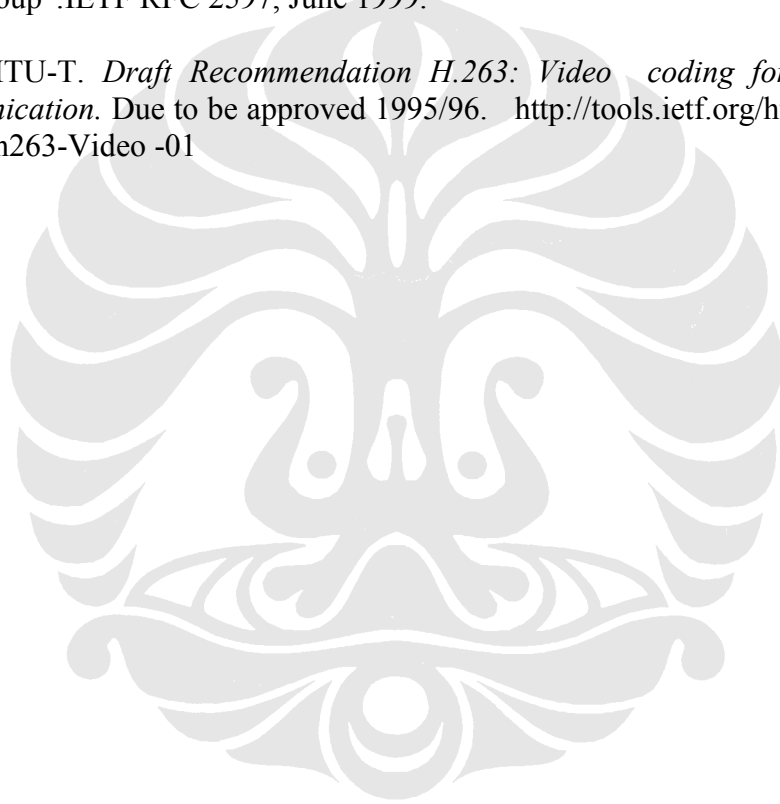 oup".IETF RFC 2597, June 1999.
ITU-T. Draft Recommendation H.263: Video coding for
nication. Due to be approved 1995/96. http://tools.ietf.org/h
263-Video -01